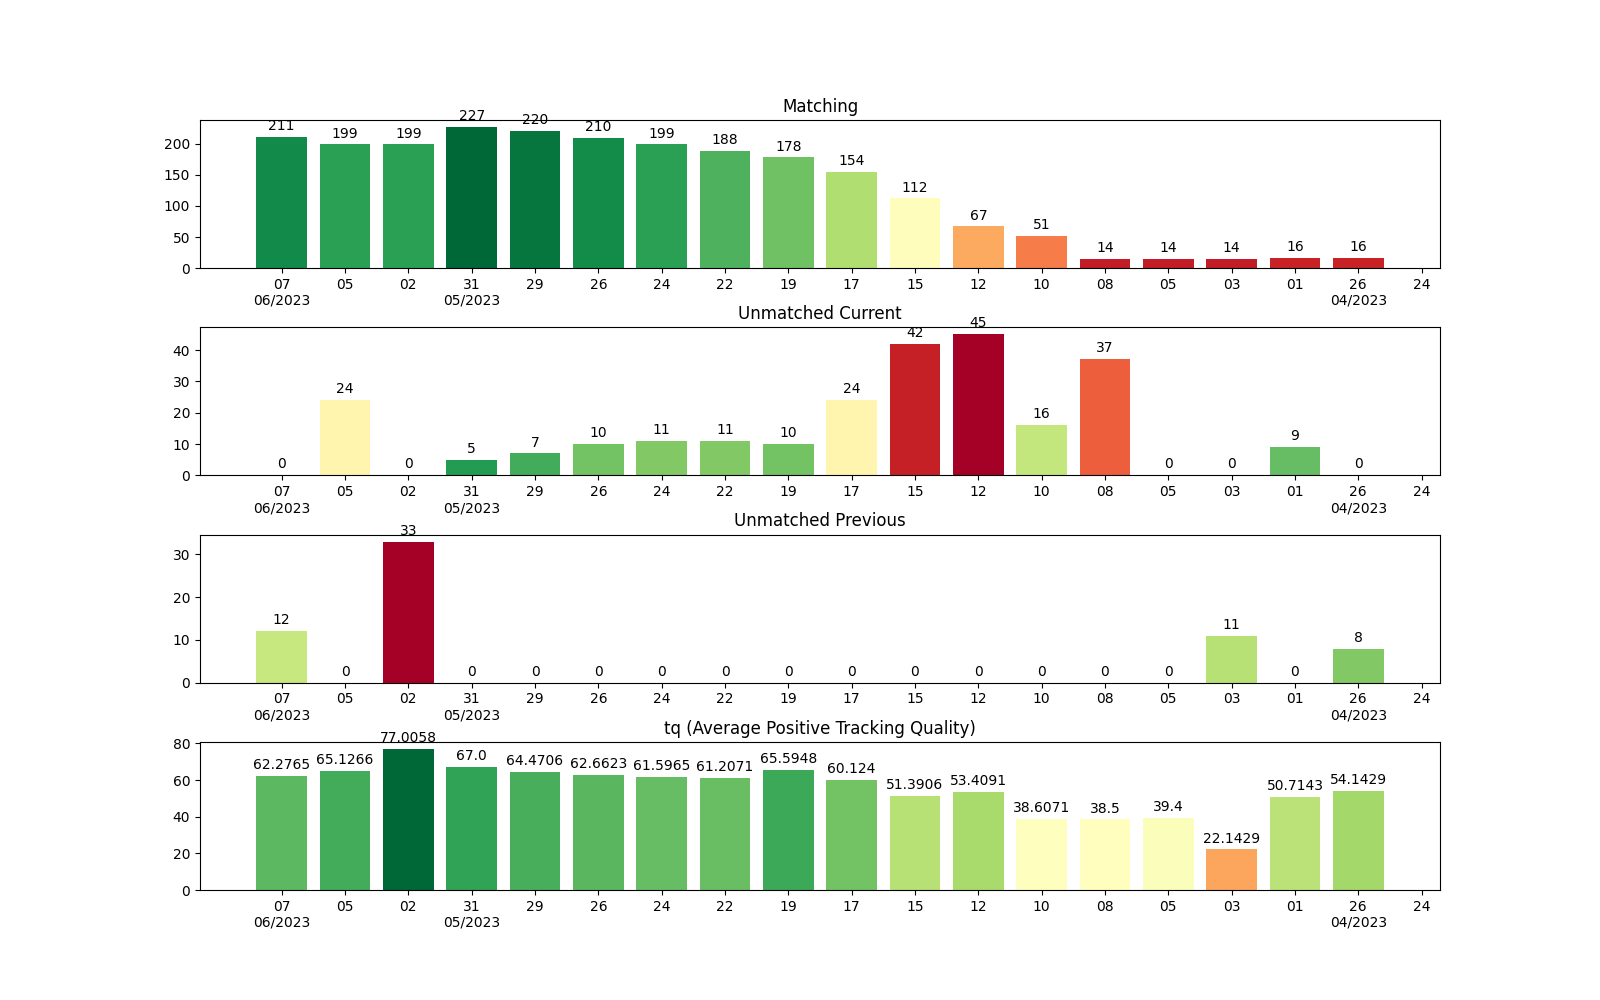 Matching
227
211 199 199 220 210 199 188 178 154 112 67 51 14 14 14 16 16
200
150
100
50
0
07 05 02 31 29 26 24 22 19 17 15 12 10 08 05 03 01 26 24
06/2023 05/2023 04/2023
Unmatched Current
0 24 0 5 7 10 11 11 10 24 42 45 16 37 0 0 9 0
40
30
20
10
0
07 05 02 31 29 26 24 22 19 17 15 12 10 08 05 03 01 26 24
06/2023 05/2023 04/2023
Unmatched Previous
12 0 33 0 0 0 0 0 0 0 0 0 0 0 0 11 0 8
30
20
10
0
07 05 02 31 29 26 24 22 19 17 15 12 10 08 05 03 01 26 24
06/2023 05/2023 04/2023
tq (Average Positive Tracking Quality)
62.2765 65.1266 77.0058 67.0 64.4706 62.6623 61.5965 61.2071 65.5948 60.124 51.3906 53.4091 38.6071 38.5 39.4 22.1429 50.7143 54.1429
80
60
40
20
0
07 05 02 31 29 26 24 22 19 17 15 12 10 08 05 03 01 26 24
06/2023 05/2023 04/2023